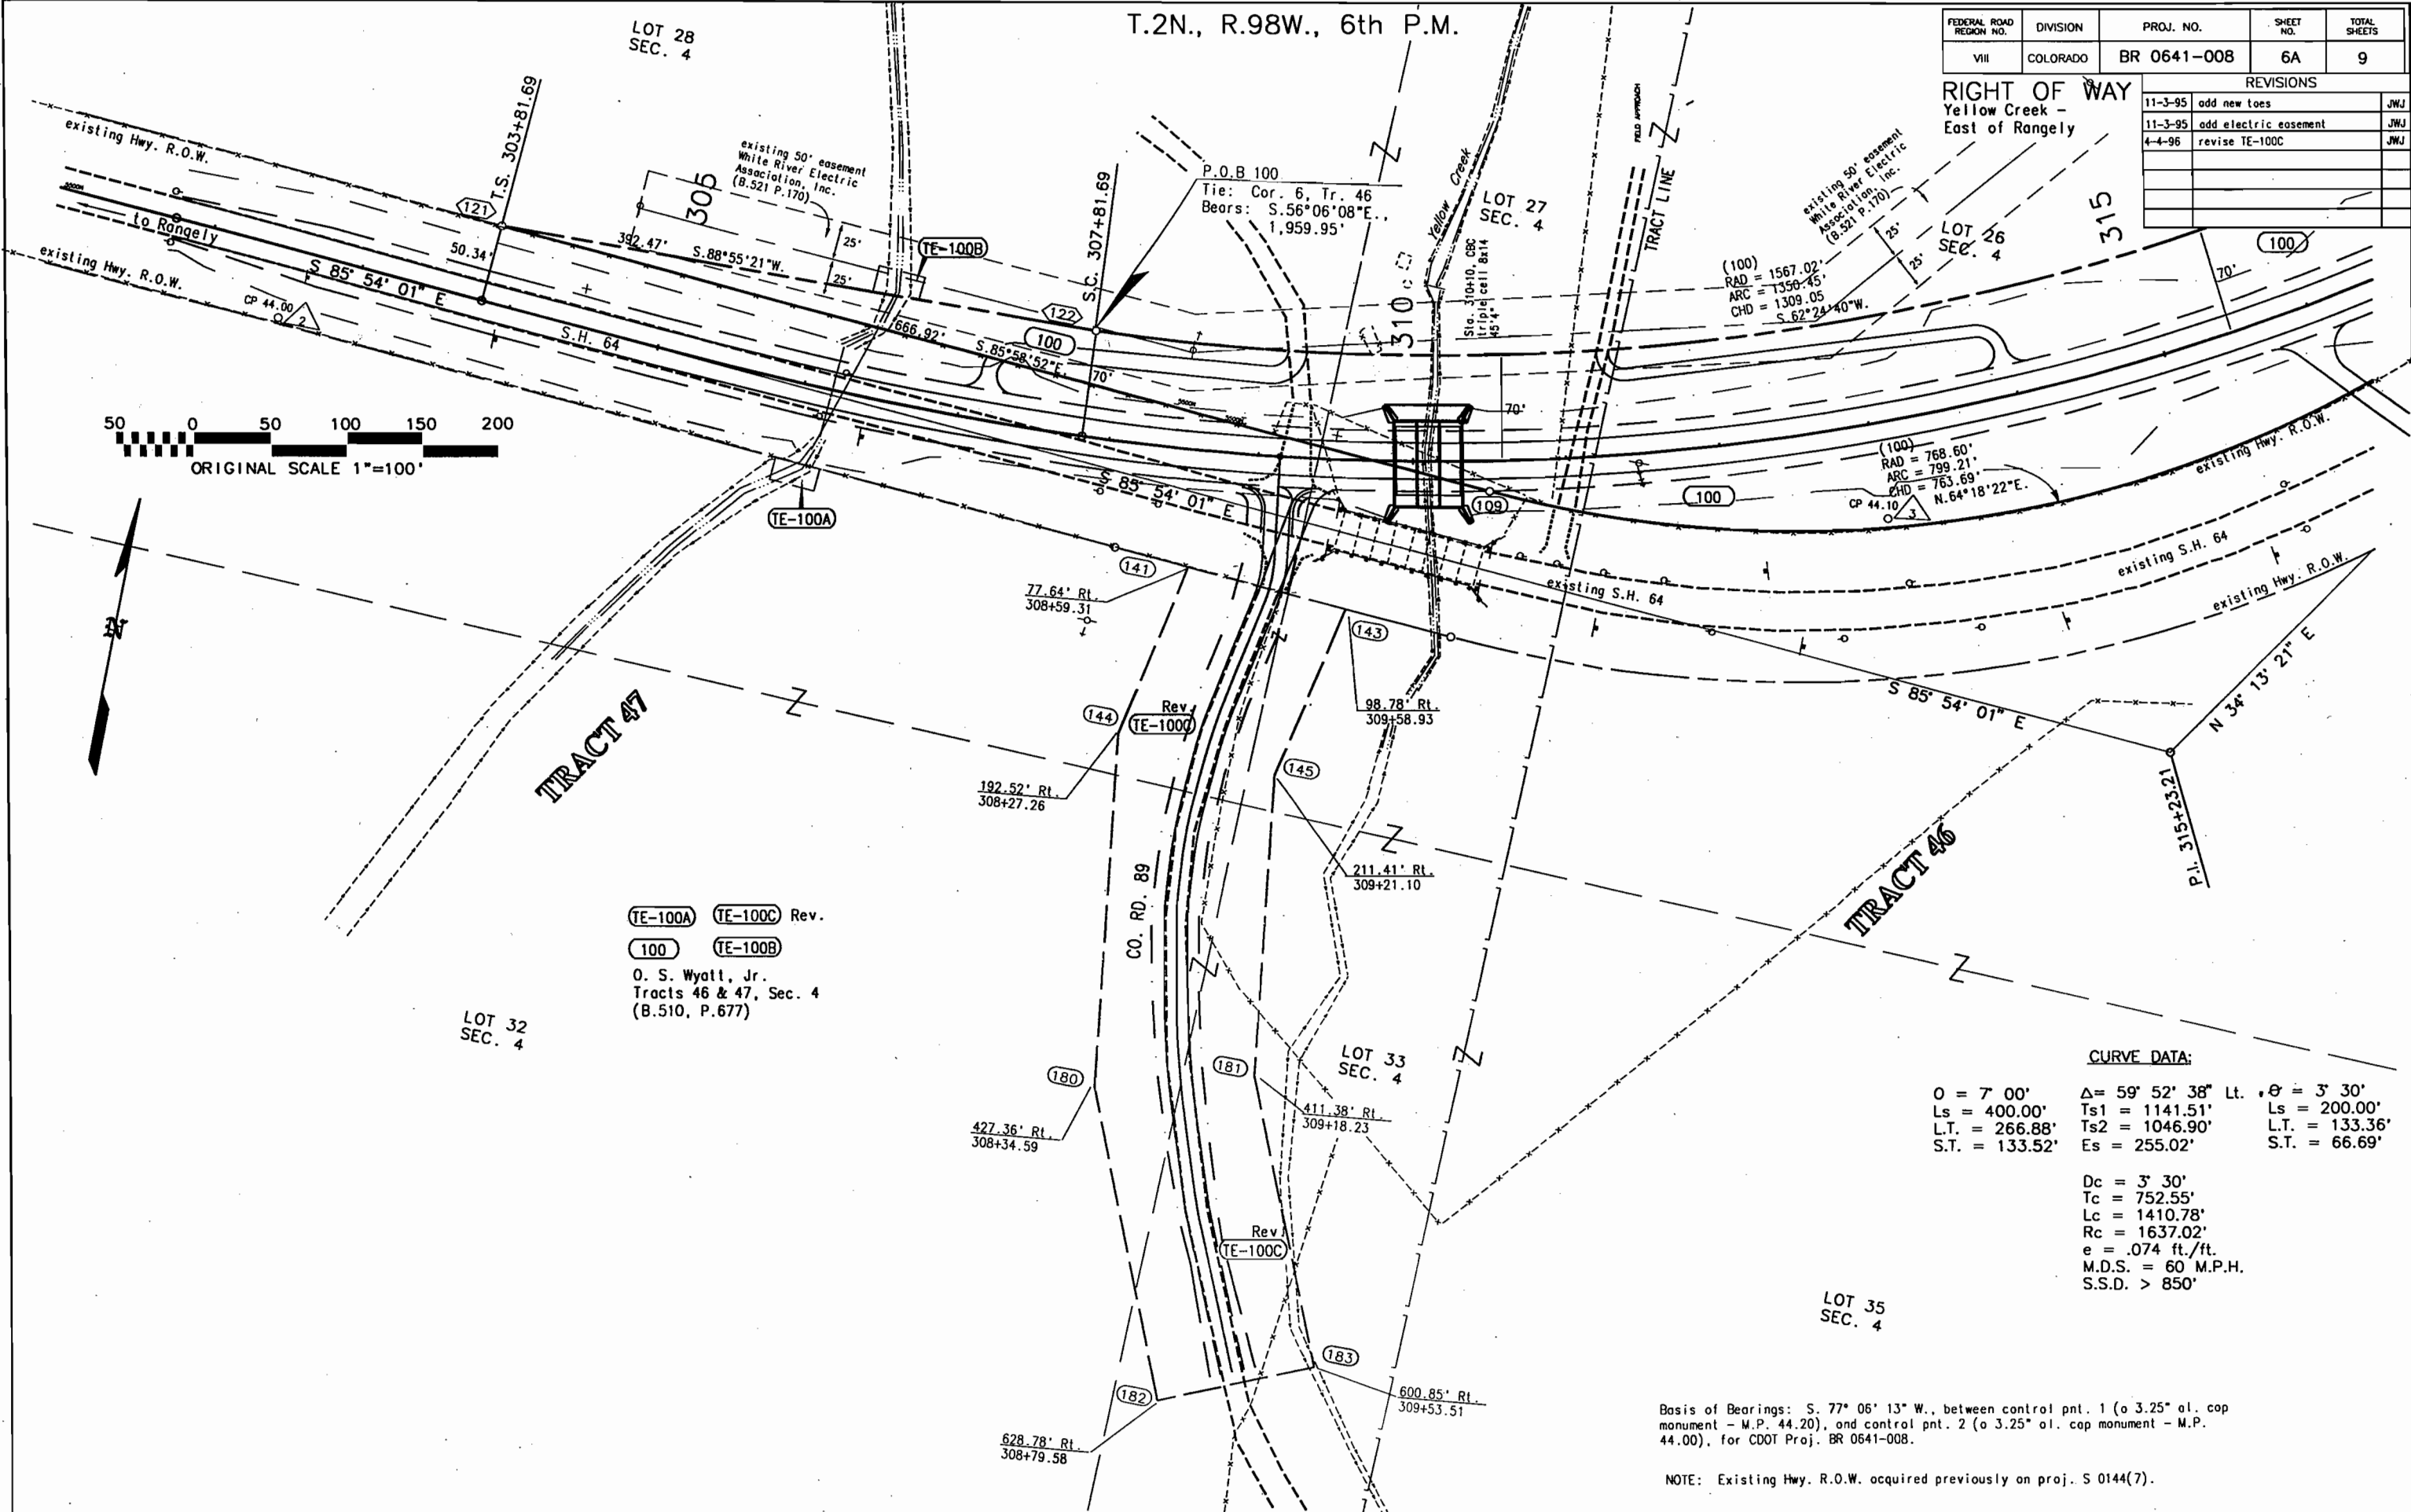 T.2N., R.98W., 6th P.M.
FEDERAL ROAD REGION NO.
DIVISION
PROJ. NO.
SHEET NO.
TOTAL SHEETS
VIII
COLORADO
BR 0641-008
6A
9
RIGHT OF WAY
Yellow Creek -
East of Rangely
REVISIONS
11-3-95 add new toes JWJ
11-3-95 add electric easement JWJ
4-4-96 revise TE-100C JWJ
LOT 28
SEC. 4
existing Hwy. R.O.W.
T.S. 303+81.69
121
existing 50' easement
White River Electric
Association, Inc.
(B.521 P.170)
305
25'
25'
TE-100B
to Rangely
existing Hwy. R.O.W.
50.34'
392.47'
S.88°55'21"W.
S 85° 54' 01" E
CP 44.00
2
S.H. 64
666.92'
S.85°58'52"E.
100
70'
122
S.C. 307+81.69
P.O.B 100
Tie: Cor. 6, Tr. 46
Bears: S.56°06'08"E.,
1,959.95'
310
Yellow Creek
Sta. 310+10, CBC
triple cell 8x14
45'4"
LOT 27
SEC. 4
FIELD APPROACH
TRACT LINE
existing 50' easement
White River Electric
Association, Inc.
(B.521 P.170)
25'
25'
LOT 26
SEC. 4
315
100
70'
(100)
RAD = 1567.02'
ARC = 1350.45'
CHD = 1309.05
S.62°24'40"W.
70'
109
100
(100)
RAD = 768.60'
ARC = 799.21'
CHD = 763.69'
N.64°18'22"E.
CP 44.10
3
existing Hwy. R.O.W.
existing S.H. 64
existing Hwy. R.O.W.
existing S.H. 64
50 0 50 100 150 200
ORIGINAL SCALE 1"=100'
N
TE-100A
S 85° 54' 01" E
141
77.64' Rt.
308+59.31
143
98.78' Rt.
309+58.93
144
Rev.
TE-100C
192.52' Rt.
308+27.26
145
211.41' Rt.
309+21.10
S 85° 54' 01" E
N 34° 13' 21" E
P.I. 315+23.21
TRACT 47
TRACT 46
CO. RD. 89
TE-100A TE-100C Rev.
100 TE-100B
O. S. Wyatt, Jr.
Tracts 46 & 47, Sec. 4
(B.510, P.677)
LOT 32
SEC. 4
180
427.36' Rt.
308+34.59
181
411.38' Rt.
309+18.23
LOT 33
SEC. 4
Rev.
TE-100C
182
628.78' Rt.
308+79.58
183
600.85' Rt.
309+53.51
LOT 35
SEC. 4
CURVE DATA:
θ = 7° 00'
Ls = 400.00'
L.T. = 266.88'
S.T. = 133.52'
Δ= 59° 52' 38" Lt.
Ts1 = 1141.51'
Ts2 = 1046.90'
Es = 255.02'
θ = 3° 30'
Ls = 200.00'
L.T. = 133.36'
S.T. = 66.69'
Dc = 3° 30'
Tc = 752.55'
Lc = 1410.78'
Rc = 1637.02'
e = .074 ft./ft.
M.D.S. = 60 M.P.H.
S.S.D. > 850'
Basis of Bearings: S. 77° 06' 13" W., between control pnt. 1 (a 3.25" al. cap
monument - M.P. 44.20), and control pnt. 2 (a 3.25" al. cap monument - M.P.
44.00), for CDOT Proj. BR 0641-008.
NOTE: Existing Hwy. R.O.W. acquired previously on proj. S 0144(7).